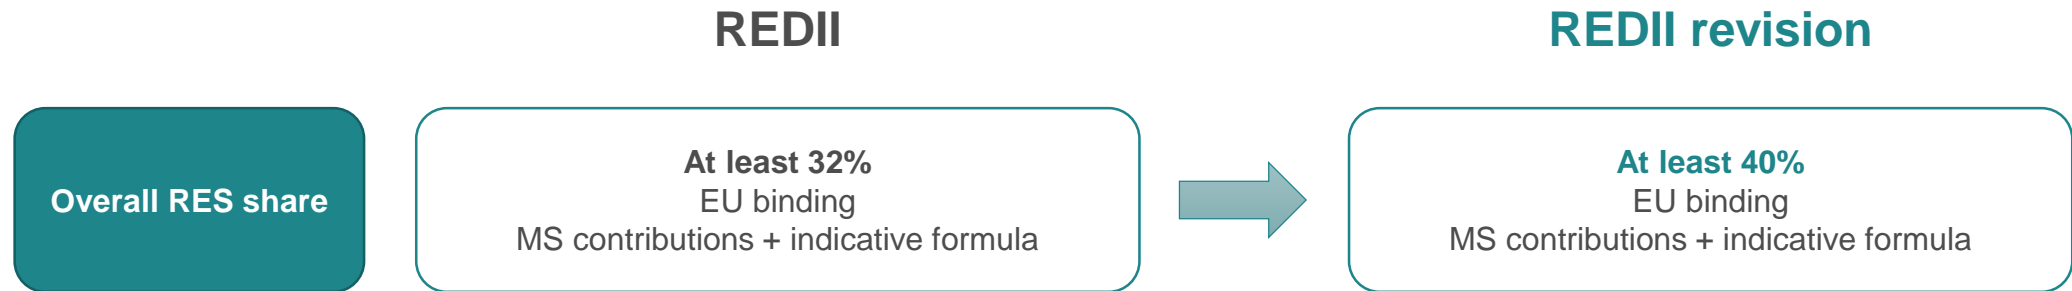 REDII
REDII revision
Overall RES share
At least 32%
EU binding
MS contributions + indicative formula
At least 40%
EU binding
MS contributions + indicative formula